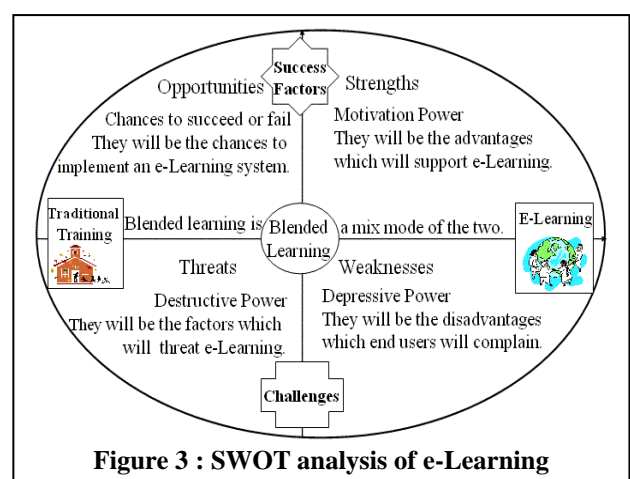 Success
Factors
Opportunities
Chances to succeed or fail
They will be the chances to
implement an e-Learning system.
Strengths
Motivation Power
They will be the advantages
which will support e-Learning.
Traditional
Training
Blended learning is
Blended
Learning
a mix mode of the two.
E-Learning
Threats
Destructive Power
They will be the factors which
will threat e-Learning.
Weaknesses
Depressive Power
They will be the disadvantages
which end users will complain.
Challenges
Figure 3 : SWOT analysis of e-Learning